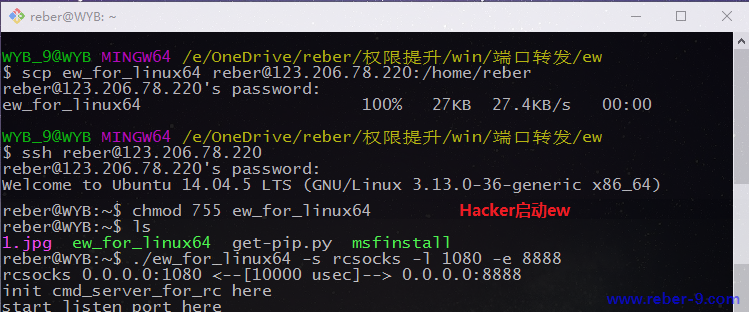 reber@WYB: ~
WYB_9@WYB MINGW64 /e/OneDrive/reber/权限提升/win/端口转发/ew
$ scp ew_for_linux64 reber@123.206.78.220:/home/reber
reber@123.206.78.220's password:
ew_for_linux64 100% 27KB 27.4KB/s 00:00
WYB_9@WYB MINGW64 /e/OneDrive/reber/权限提升/win/端口转发/ew
$ ssh reber@123.206.78.220
reber@123.206.78.220's password:
Welcome to Ubuntu 14.04.5 LTS (GNU/Linux 3.13.0-36-generic x86_64)
reber@WYB:~$ chmod 755 ew_for_linux64 Hacker启动ew
reber@WYB:~$ ls
1.jpg ew_for_linux64 get-pip.py msfinstall
reber@WYB:~$ ./ew_for_linux64 -s rcsocks -l 1080 -e 8888
rcsocks 0.0.0.0:1080 <--[10000 usec]--> 0.0.0.0:8888
init cmd_server_for_rc here
start listen port here
www.reber-9.com